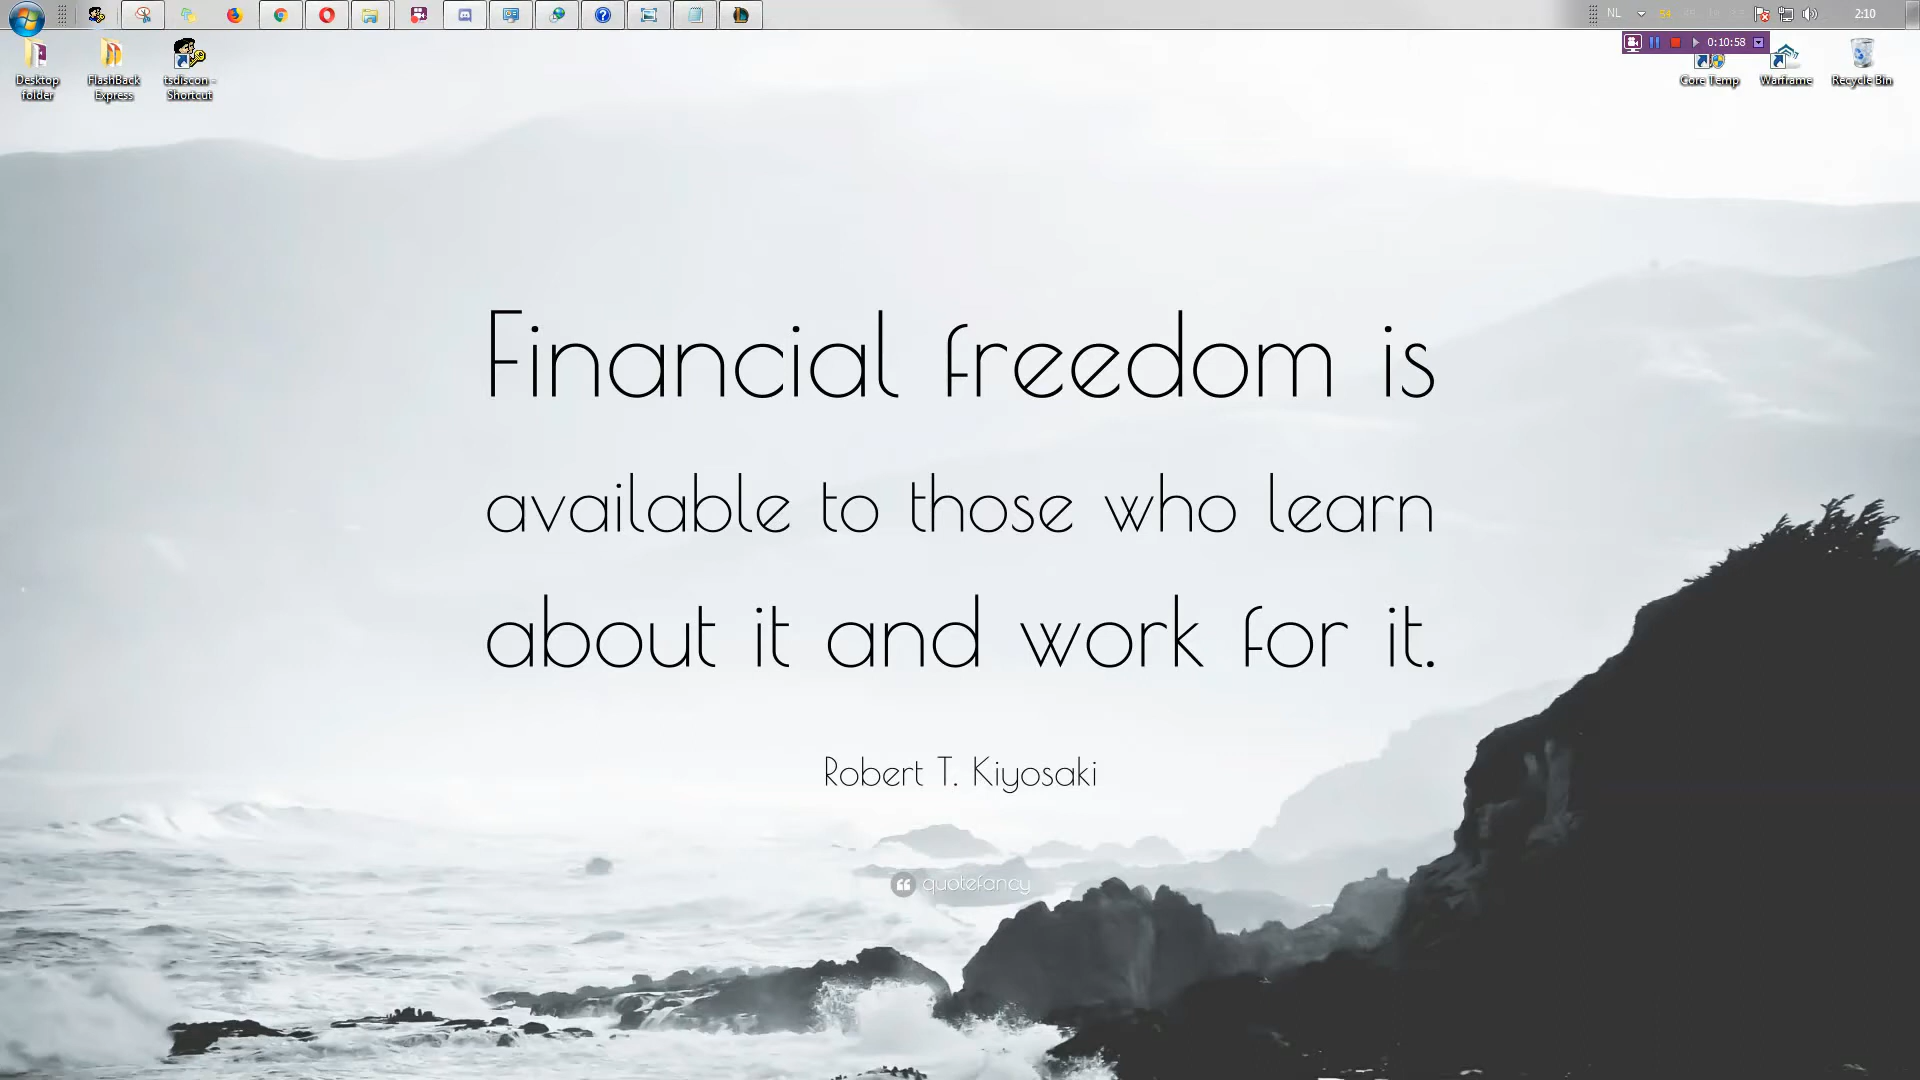 NL
2:10
0:10:58
Desktop folder
FlashBack Express
tsdiscon - Shortcut
Core Temp
Warframe
Recycle Bin
Financial freedom is
available to those who learn
about it and work for it.
Robert T. Kiyosaki
quotefancy